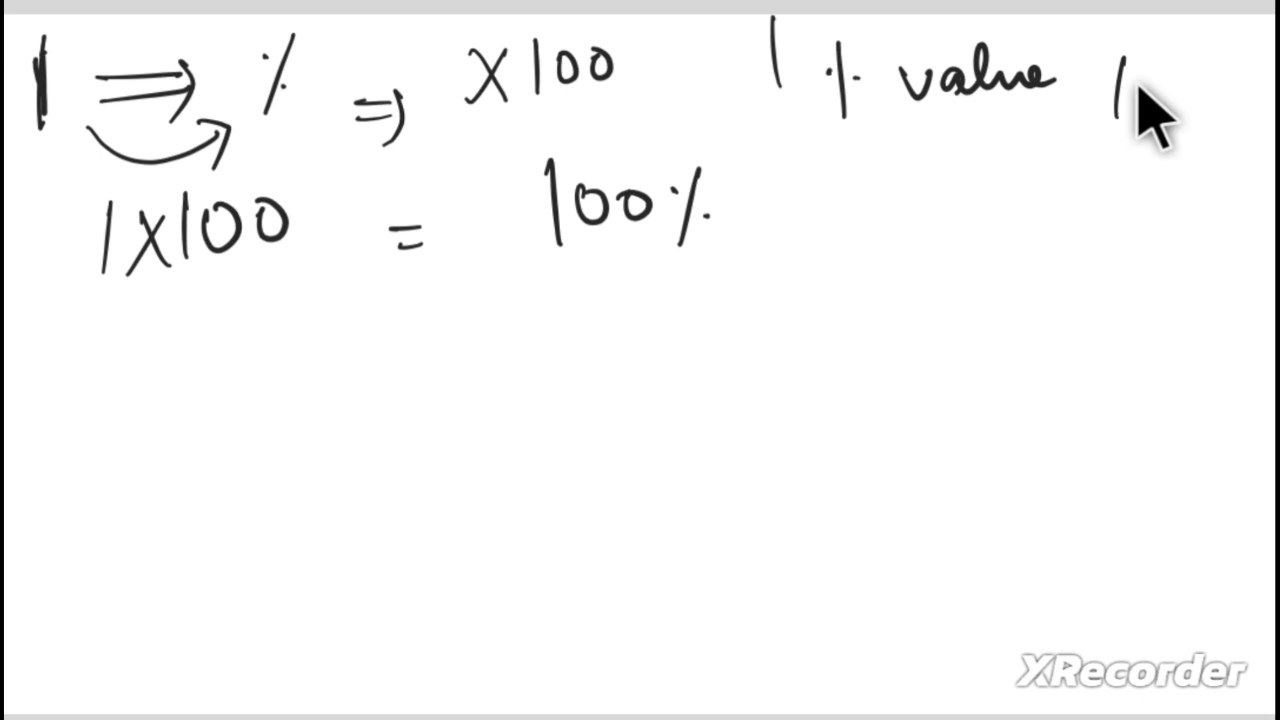 1 ⇒ % ⇒ X100 | % value |
1X100 = 100%
XRecorder